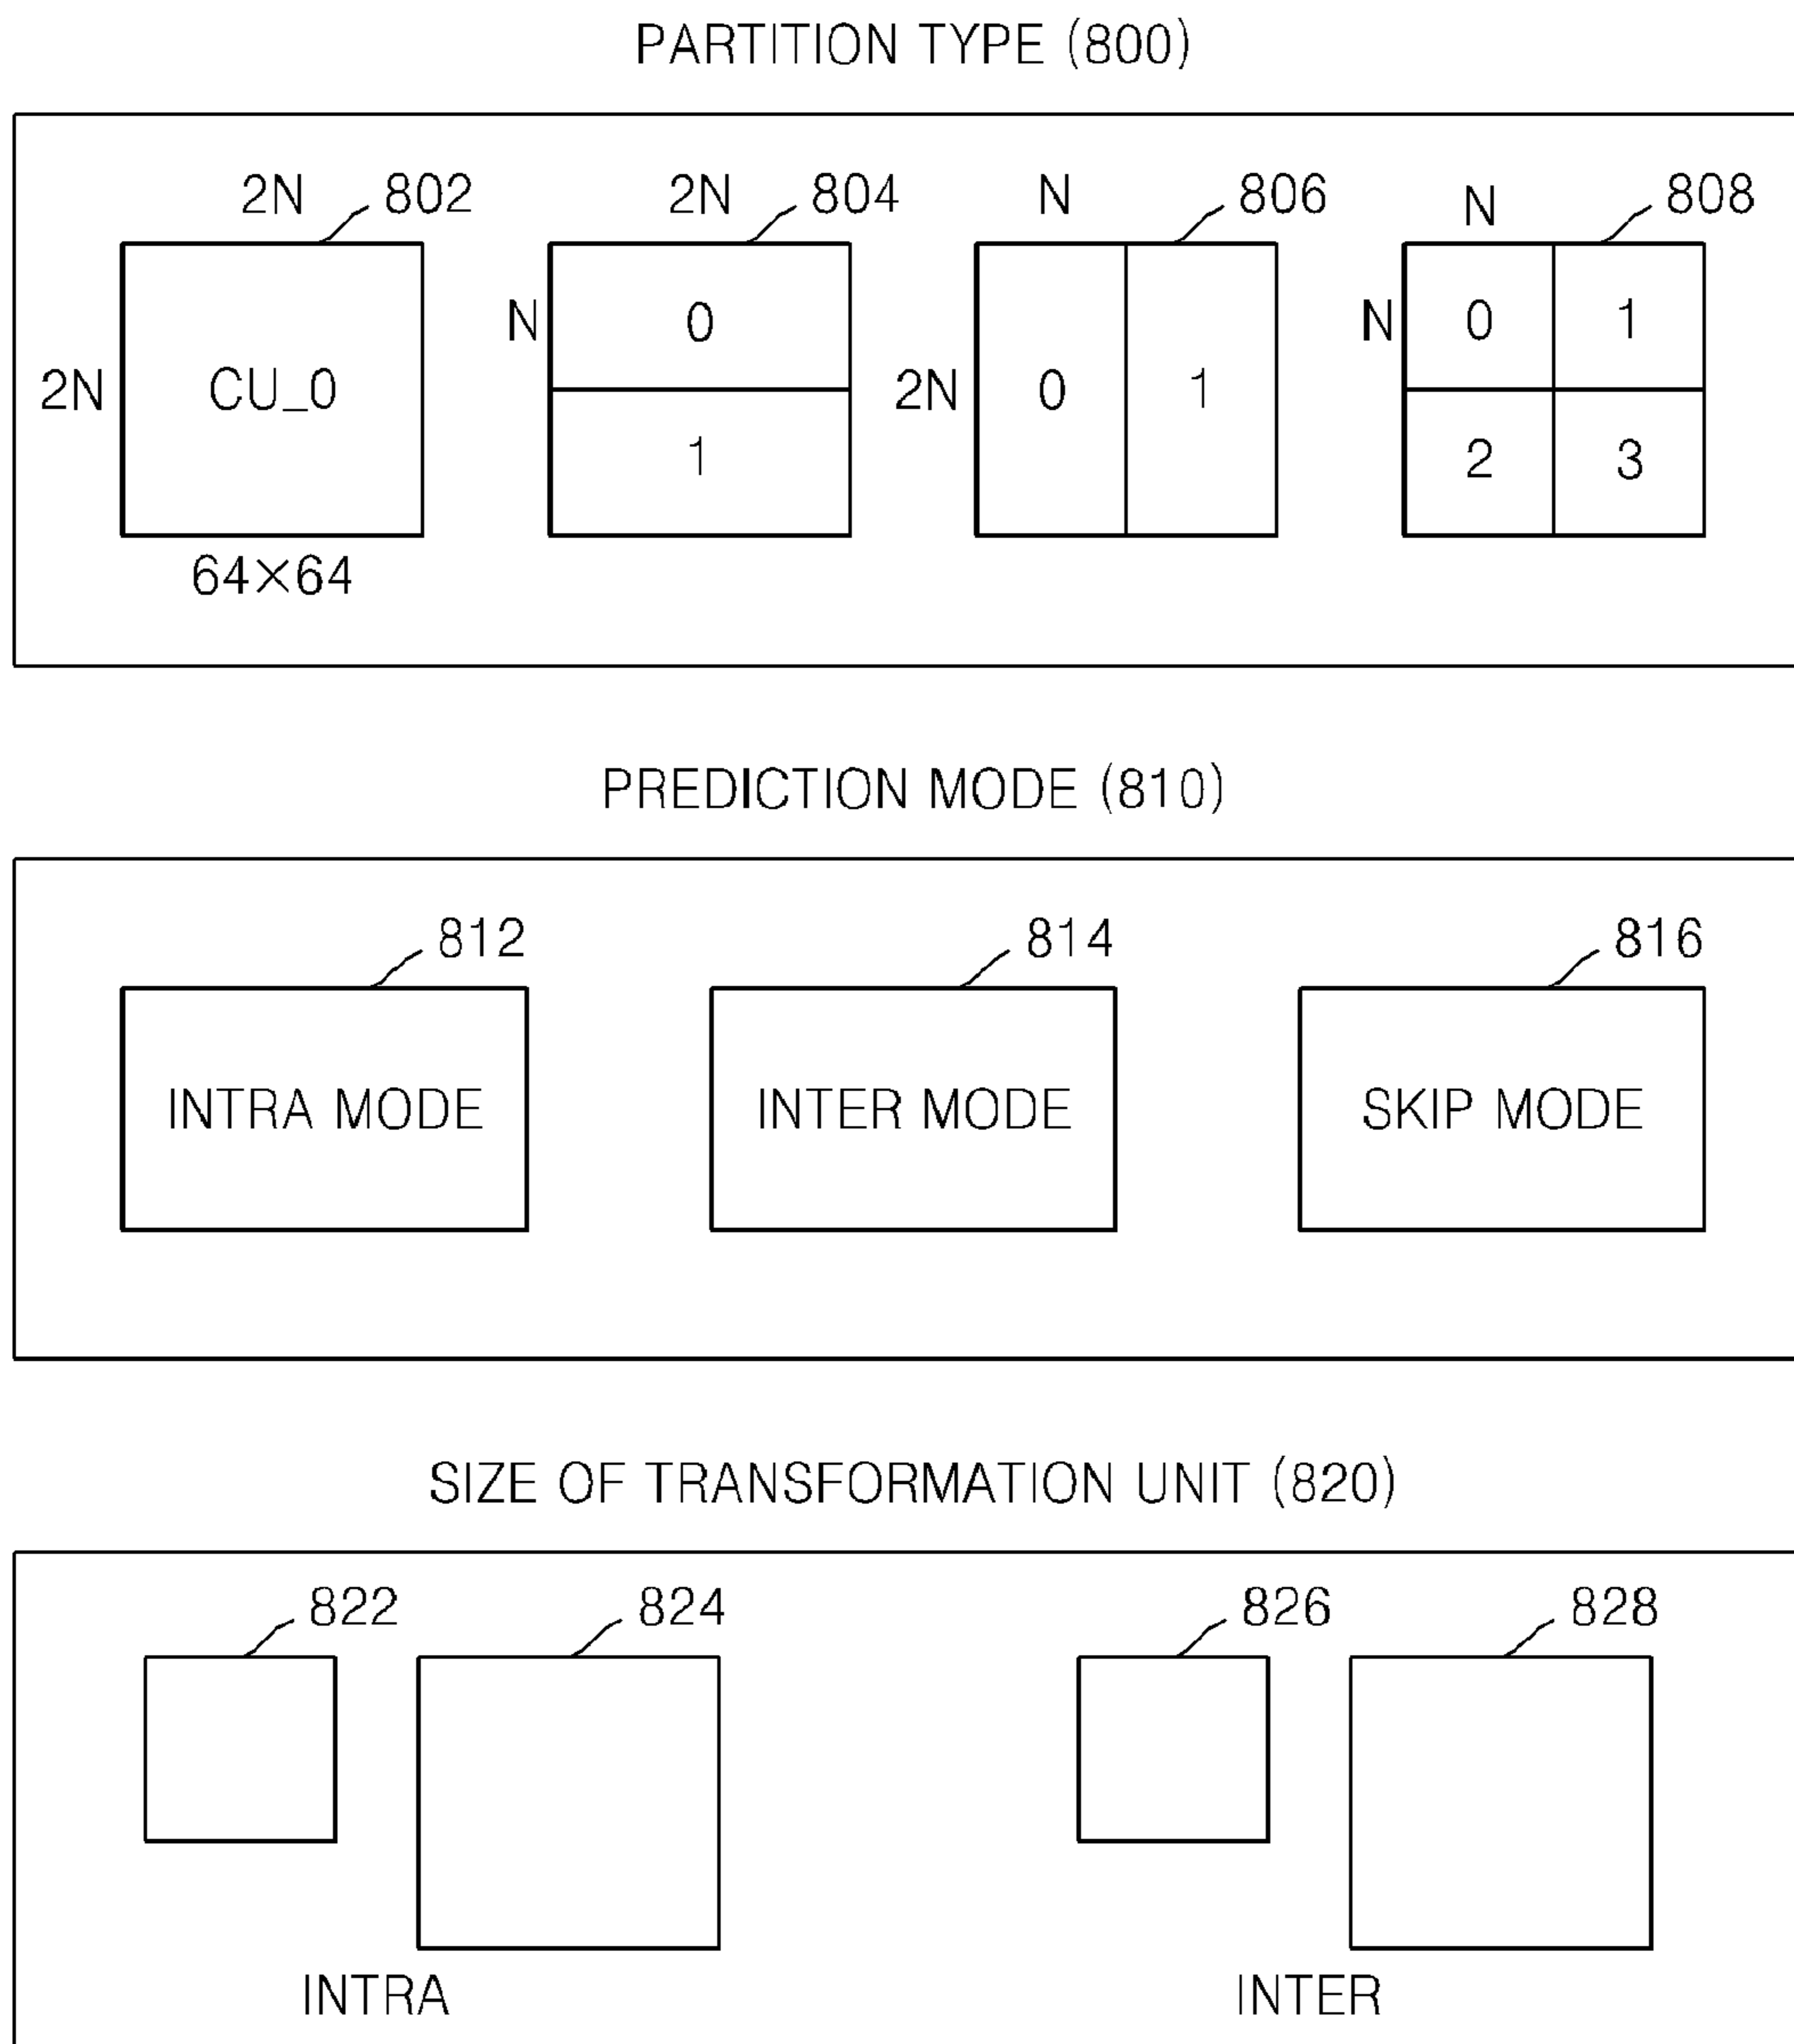 PARTITION TYPE (800)
2N 802 2N 804 N 806 N 808
N 0 N 0 1
2N CU_0 2N 0 1
1 2 3
64×64
PREDICTION MODE (810)
812 814 816
INTRA MODE INTER MODE SKIP MODE
SIZE OF TRANSFORMATION UNIT (820)
822 824 826 828
INTRA INTER